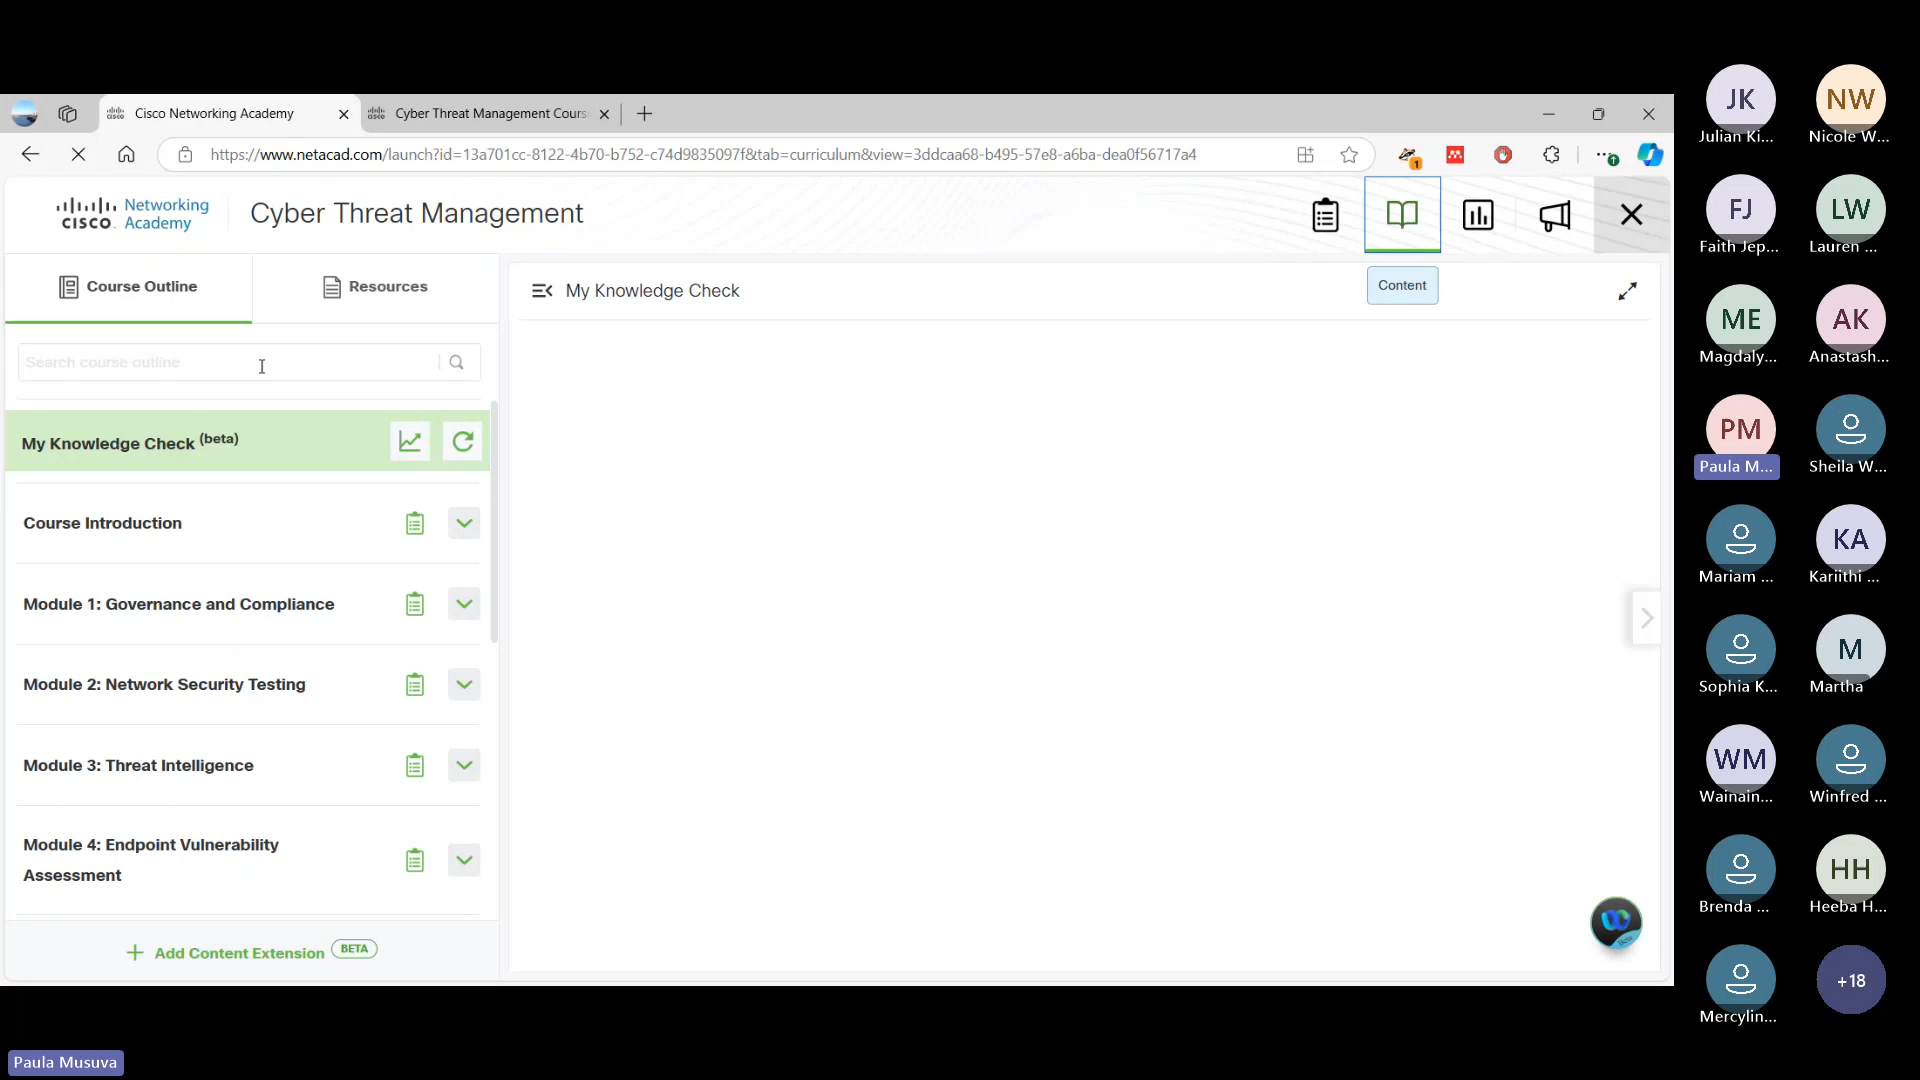 Cisco Networking Academy
Cyber Threat Management Cours
https://www.netacad.com/launch?id=13a701cc-8122-4b70-b752-c74d9835097f&tab=curriculum&view=3ddcaa68-b495-57e8-a6ba-dea0f56717a4
1
CISCO Networking Academy
Cyber Threat Management
Course Outline
Resources
My Knowledge Check
Content
Search course outline
My Knowledge Check (beta)
Course Introduction
Module 1: Governance and Compliance
Module 2: Network Security Testing
Module 3: Threat Intelligence
Module 4: Endpoint Vulnerability
Assessment
Add Content Extension BETA
Beta
JK
Julian Ki...
NW
Nicole W...
FJ
Faith Jep...
LW
Lauren ...
ME
Magdaly...
AK
Anastash...
PM
Paula M...
Sheila W...
Mariam ...
KA
Kariithi ...
Sophia K...
M
Martha
WM
Wainain...
Winfred ...
Brenda ...
HH
Heeba H...
Mercylin...
+18
Paula Musuva